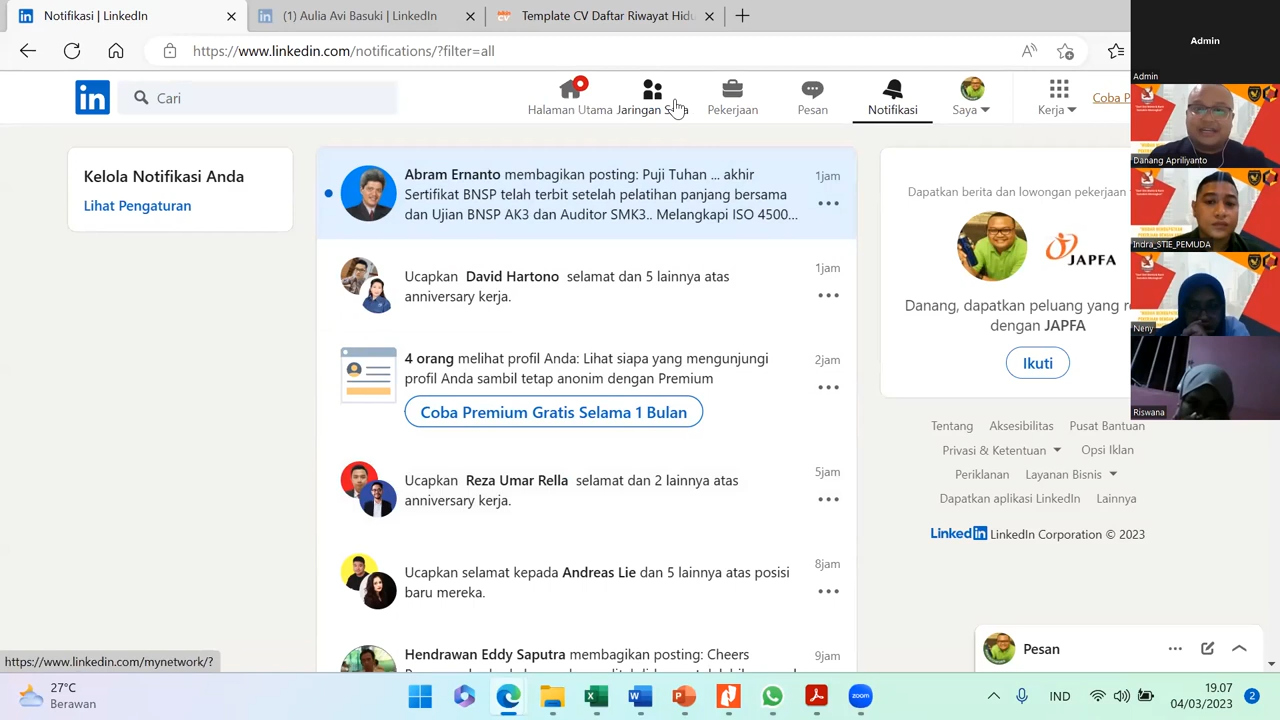 Notifikasi | LinkedIn
(1) Aulia Avi Basuki | LinkedIn
CV
Template CV Daftar Riwayat Hidu
https://www.linkedin.com/notifications/?filter=all
in
Cari
Halaman Utama
Jaringan Saya
Pekerjaan
Pesan
Notifikasi
Saya
Kerja
Coba P
Kelola Notifikasi Anda
Lihat Pengaturan
Abram Ernanto membagikan posting: Puji Tuhan ... akhir
Sertifikat BNSP telah terbit setelah pelatihan panjang bersama
dan Ujian BNSP AK3 dan Auditor SMK3.. Melangkapi ISO 4500...
1jam
Ucapkan David Hartono selamat dan 5 lainnya atas
anniversary kerja.
1jam
4 orang melihat profil Anda: Lihat siapa yang mengunjungi
profil Anda sambil tetap anonim dengan Premium
2jam
Coba Premium Gratis Selama 1 Bulan
Ucapkan Reza Umar Rella selamat dan 2 lainnya atas
anniversary kerja.
5jam
Ucapkan selamat kepada Andreas Lie dan 5 lainnya atas posisi
baru mereka.
8jam
Hendrawan Eddy Saputra membagikan posting: Cheers
9jam
Dapatkan berita dan lowongan pekerjaan
JAPFA
Danang, dapatkan peluang yang
dengan JAPFA
Ikuti
Tentang
Aksesibilitas
Pusat Bantuan
Privasi & Ketentuan
Opsi Iklan
Periklanan
Layanan Bisnis
Dapatkan aplikasi LinkedIn
Lainnya
LinkedIn LinkedIn Corporation © 2023
Pesan
Admin
Admin
Danang Apriliyanto
Indra_STIE_PEMUDA
Neny
Riswana
https://www.linkedin.com/mynetwork/?
27°C
Berawan
zoom
IND
19.07
04/03/2023
2